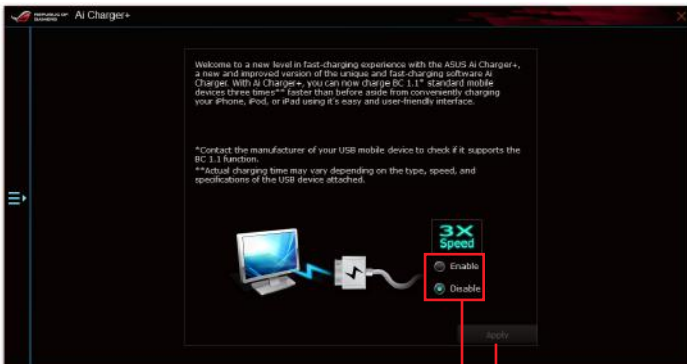 REPUBLIC OF
GAMERS
Ai Charger+
Welcome to a new level in fast-charging experience with the ASUS Ai Charger+,
a new and improved version of the unique and fast-charging software Ai
Charger. With Ai Charger+, you can now charge BC 1.1* standard mobile
devices three times** faster than before aside from conveniently charging
your iPhone, iPod, or iPad using it's easy and user-friendly interface.
*Contact the manufacturer of your USB mobile device to check if it supports the
BC 1.1 function.
**Actual charging time may vary depending on the type, speed, and
specifications of the USB device attached.
3X
Speed
Enable
Disable
Apply